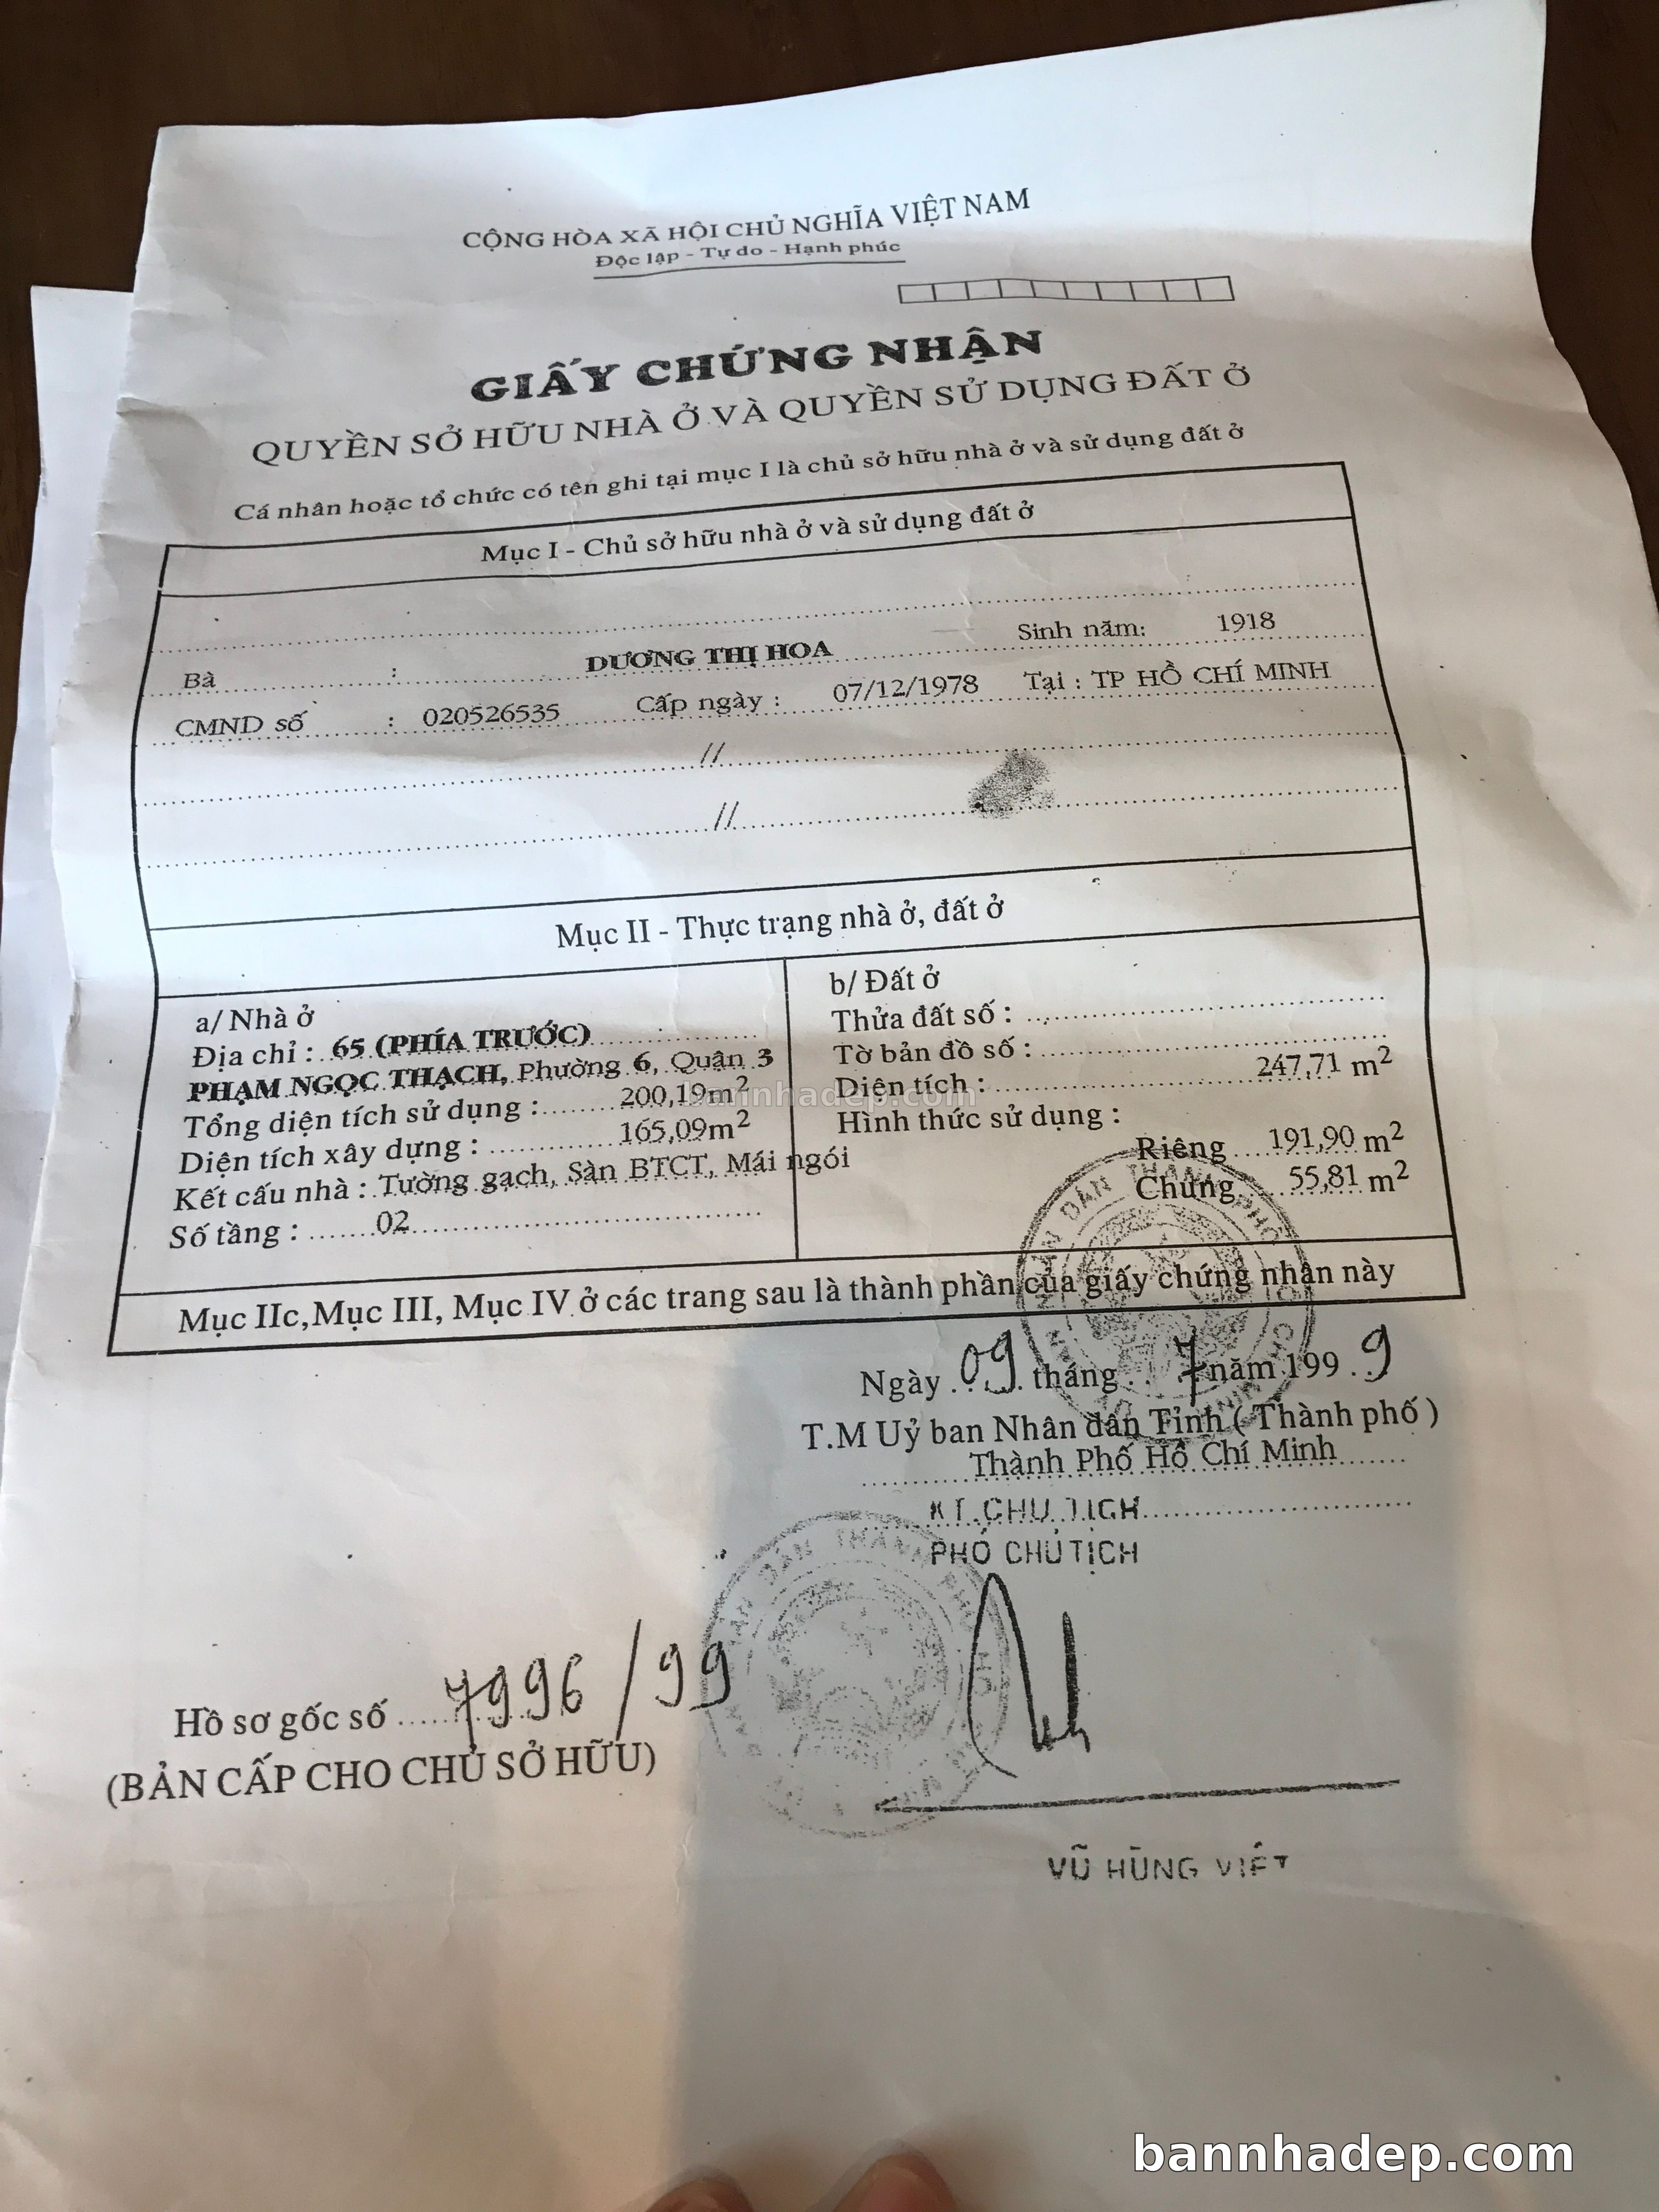 CỘNG HÒA XÃ HỘI CHỦ NGHĨA VIỆT NAM
Độc lập - Tự do - Hạnh phúc
GIẤY CHỨNG NHẬN
QUYỀN SỞ HỮU NHÀ Ở VÀ QUYỀN SỬ DỤNG ĐẤT Ở
Cá nhân hoặc tổ chức có tên ghi tại mục I là chủ sở hữu nhà ở và sử dụng đất ở
Mục I - Chủ sở hữu nhà ở và sử dụng đất ở
Bà : DƯƠNG THỊ HOA Sinh năm: 1918
CMND số : 020526535 Cấp ngày : 07/12/1978 Tại : TP HỒ CHÍ MINH
//
//
Mục II - Thực trạng nhà ở, đất ở
a/ Nhà ở
Địa chỉ : 65 (PHÍA TRƯỚC)
PHẠM NGỌC THẠCH, Phường 6, Quận 3
Tổng diện tích sử dụng : 200,19m²
Diện tích xây dựng : 165,09m²
Kết cấu nhà : Tường gạch, Sàn BTCT, Mái ngói
Số tầng : 02
b/ Đất ở
Thửa đất số :
Tờ bản đồ số :
Diện tích : 247,71 m²
Hình thức sử dụng :
Riêng 191,90 m²
Chung 55,81 m²
bannhadep.com
Mục IIc, Mục III, Mục IV ở các trang sau là thành phần của giấy chứng nhận này
Ngày 09 tháng 7 năm 1999
T.M Uỷ ban Nhân dân Tỉnh ( Thành phố )
Thành Phố Hồ Chí Minh
KT. CHỦ TỊCH
PHÓ CHỦ TỊCH
Hồ sơ gốc số 7996/99
(BẢN CẤP CHO CHỦ SỞ HỮU)
VŨ HÙNG VIỆT
bannhadep.com